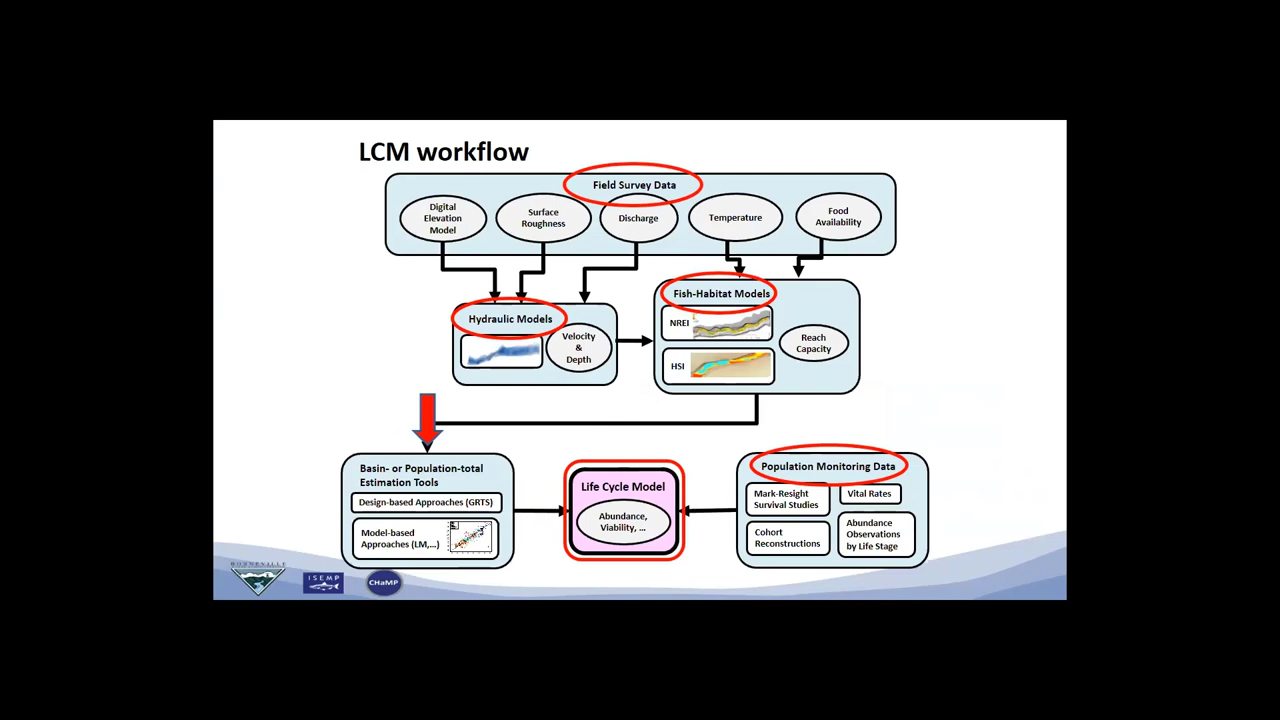 LCM workflow
Field Survey Data
Digital
Elevation
Model
Surface
Roughness
Discharge
Temperature
Food
Availability
Hydraulic Models
Velocity
&
Depth
Fish-Habitat Models
NREI
HSI
Reach
Capacity
Basin- or Population-total
Estimation Tools
Design-based Approaches (GRTS)
Model-based
Approaches (LM,...)
Life Cycle Model
Abundance,
Viability, ...
Population Monitoring Data
Mark-Resight
Survival Studies
Vital Rates
Cohort
Reconstructions
Abundance
Observations
by Life Stage
BONNEVILLE
ISEMP
CHaMP